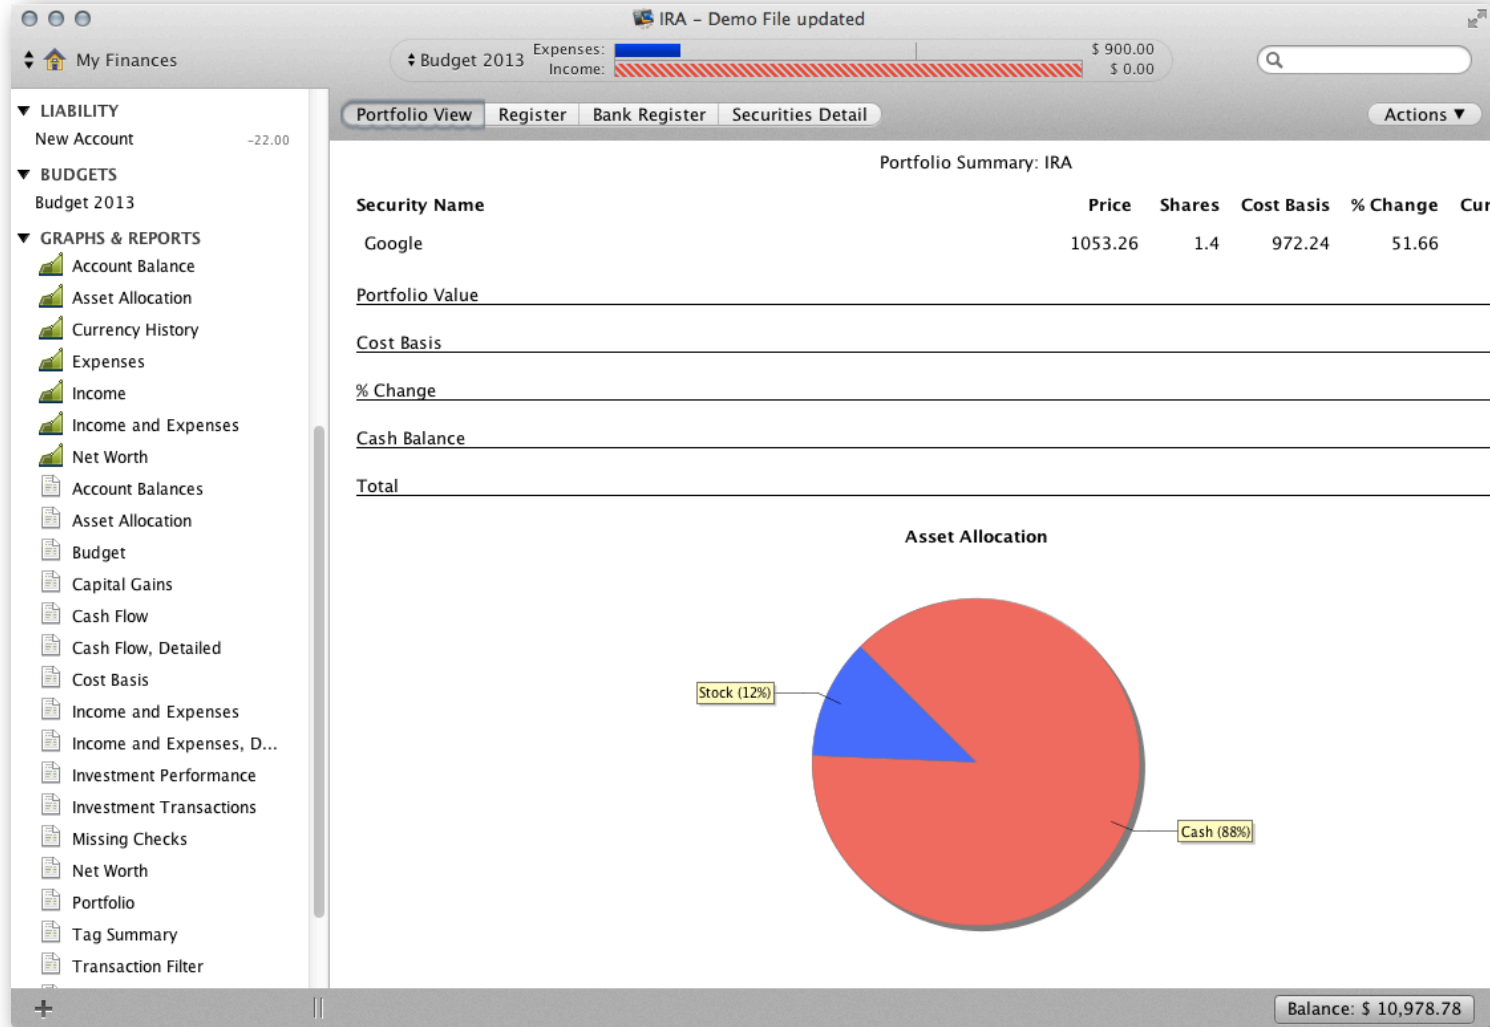 IRA - Demo File updated
My Finances
Budget 2013
Expenses: $ 900.00
Income: $ 0.00
LIABILITY
New Account -22.00
BUDGETS
Budget 2013
GRAPHS & REPORTS
Account Balance
Asset Allocation
Currency History
Expenses
Income
Income and Expenses
Net Worth
Account Balances
Asset Allocation
Budget
Capital Gains
Cash Flow
Cash Flow, Detailed
Cost Basis
Income and Expenses
Income and Expenses, D...
Investment Performance
Investment Transactions
Missing Checks
Net Worth
Portfolio
Tag Summary
Transaction Filter
Portfolio View Register Bank Register Securities Detail Actions ▼
Portfolio Summary: IRA
Security Name Price Shares Cost Basis % Change Cur
Google 1053.26 1.4 972.24 51.66
Portfolio Value
Cost Basis
% Change
Cash Balance
Total
Asset Allocation
Stock (12%)
Cash (88%)
Balance: $ 10,978.78